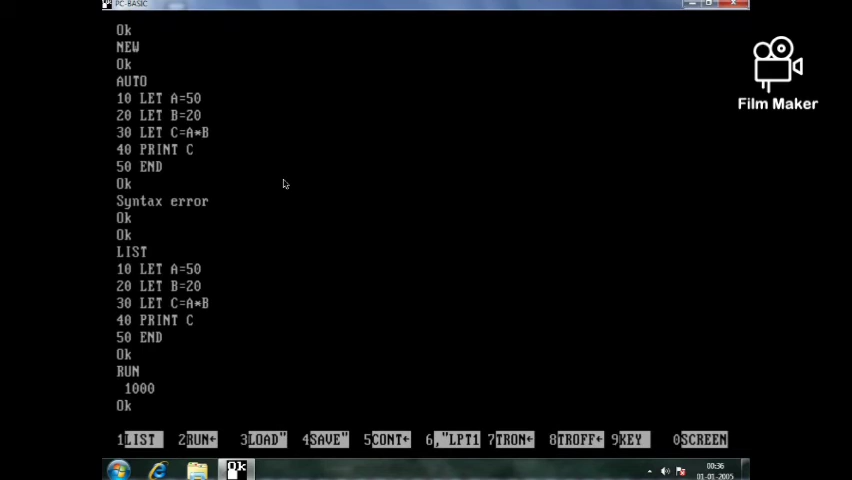 PC-BASIC
Ok
NEW
Ok
AUTO
10 LET A=50
20 LET B=20
30 LET C=A*B
40 PRINT C
50 END
Ok
Syntax error
Ok
Ok
LIST
10 LET A=50
20 LET B=20
30 LET C=A*B
40 PRINT C
50 END
Ok
RUN
1000
Ok
1LIST 2RUN← 3LOAD" 4SAVE" 5CONT← 6,"LPT1 7TRON← 8TROFF← 9KEY 0SCREEN
Film Maker
Ok
00:36
01-01-2005